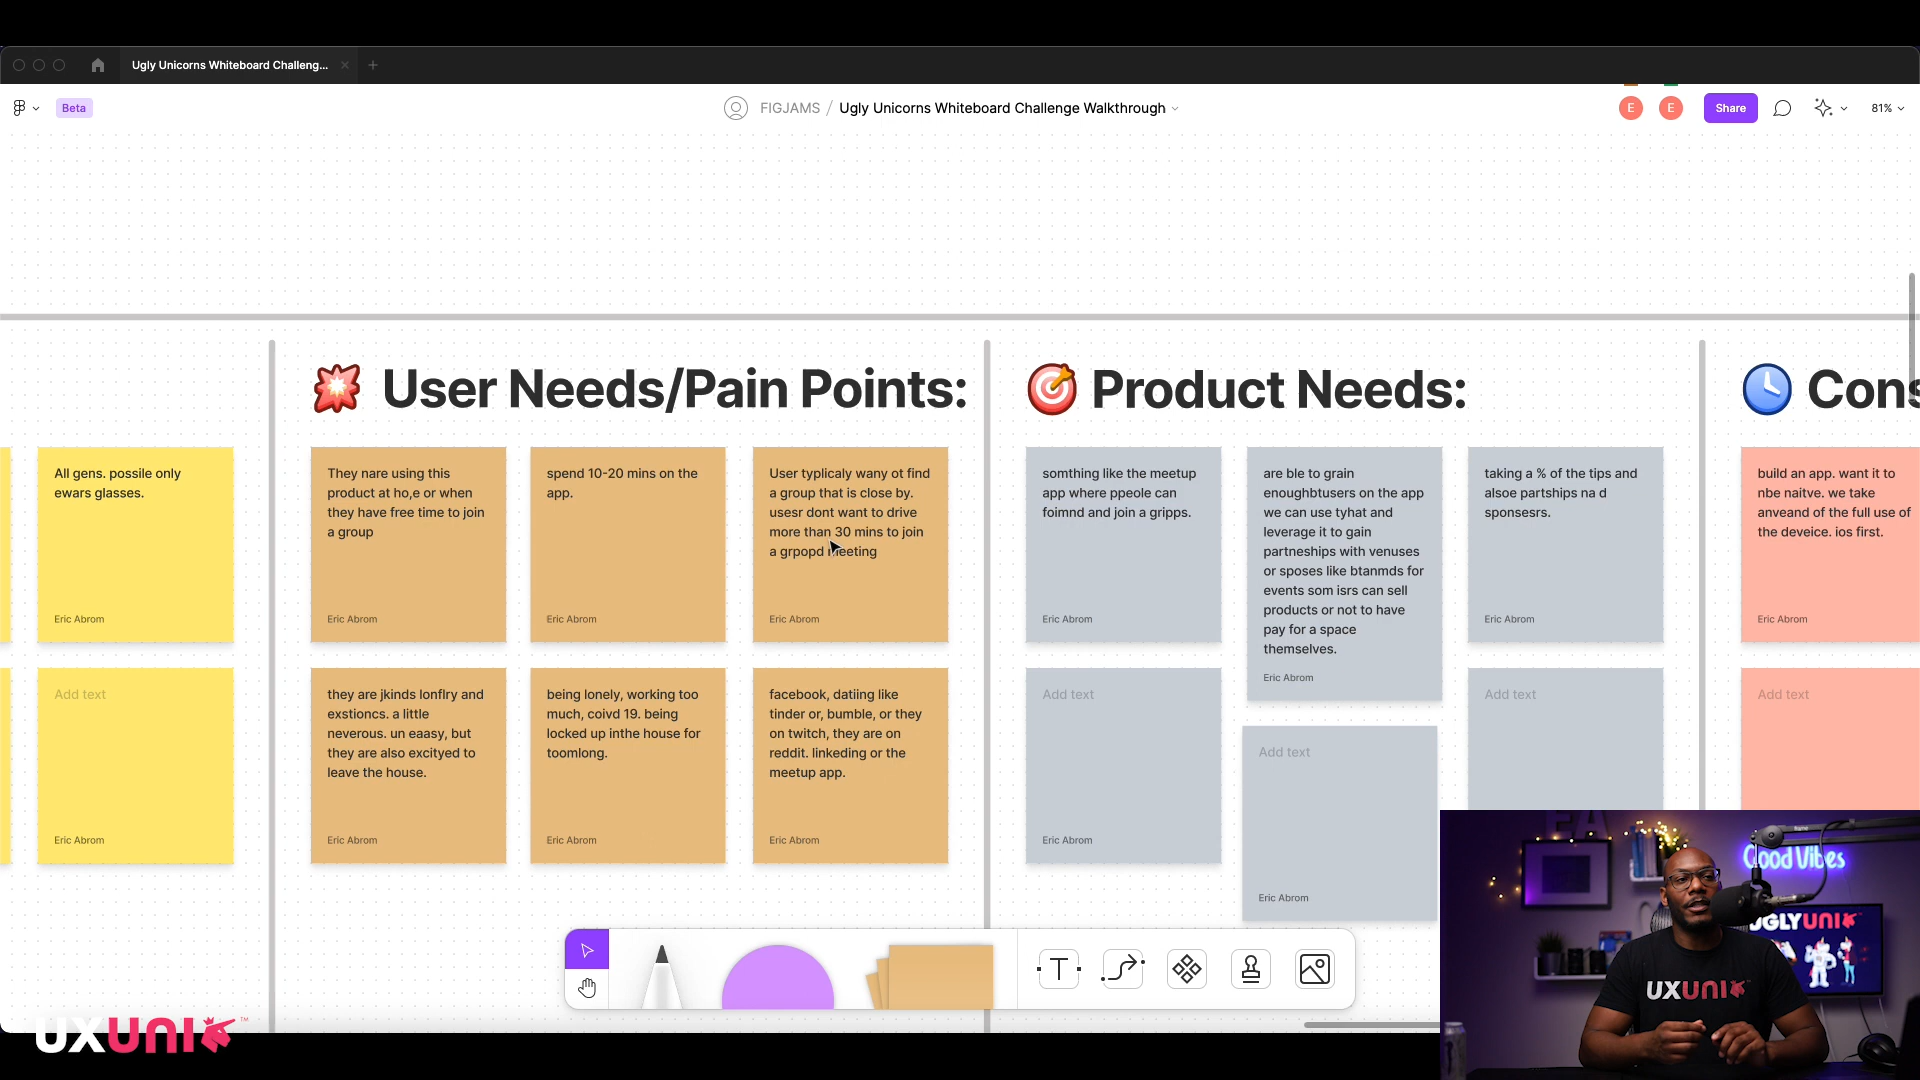 Ugly Unicorns Whiteboard Challeng...
Beta
FIGJAMS / Ugly Unicorns Whiteboard Challenge Walkthrough
E
E
Share
81%
User Needs/Pain Points:
Product Needs:
Cons
All gens. possile only
ewars glasses.
Eric Abrom
They nare using this
product at ho,e or when
they have free time to join
a group
Eric Abrom
spend 10-20 mins on the
app.
Eric Abrom
User typlicaly wany ot find
a group that is close by.
usesr dont want to drive
more than 30 mins to join
a grpopd meeting
Eric Abrom
somthing like the meetup
app where ppeole can
foimnd and join a gripps.
Eric Abrom
are ble to grain
enoughbtusers on the app
we can use tyhat and
leverage it to gain
partneships with venuses
or sposes like btanmds for
events som isrs can sell
products or not to have
pay for a space
themselves.
Eric Abrom
taking a % of the tips and
alsoe partships na d
sponsesrs.
Eric Abrom
build an app. want it to
nbe naitve. we take
anveand of the full use of
the deveice. ios first.
Eric Abrom
Add text
Eric Abrom
they are jkinds lonflry and
exstioncs. a little
neverous. un eaasy, but
they are also excityed to
leave the house.
Eric Abrom
being lonely, working too
much, coivd 19. being
locked up inthe house for
toomlong.
Eric Abrom
facebook, datiing like
tinder or, bumble, or they
on twitch, they are on
reddit. linkeding or the
meetup app.
Eric Abrom
Add text
Eric Abrom
Add text
Eric Abrom
Add text
Add text
T
Good Vibes
UGLYUNI
UXUNI
UXUNI™